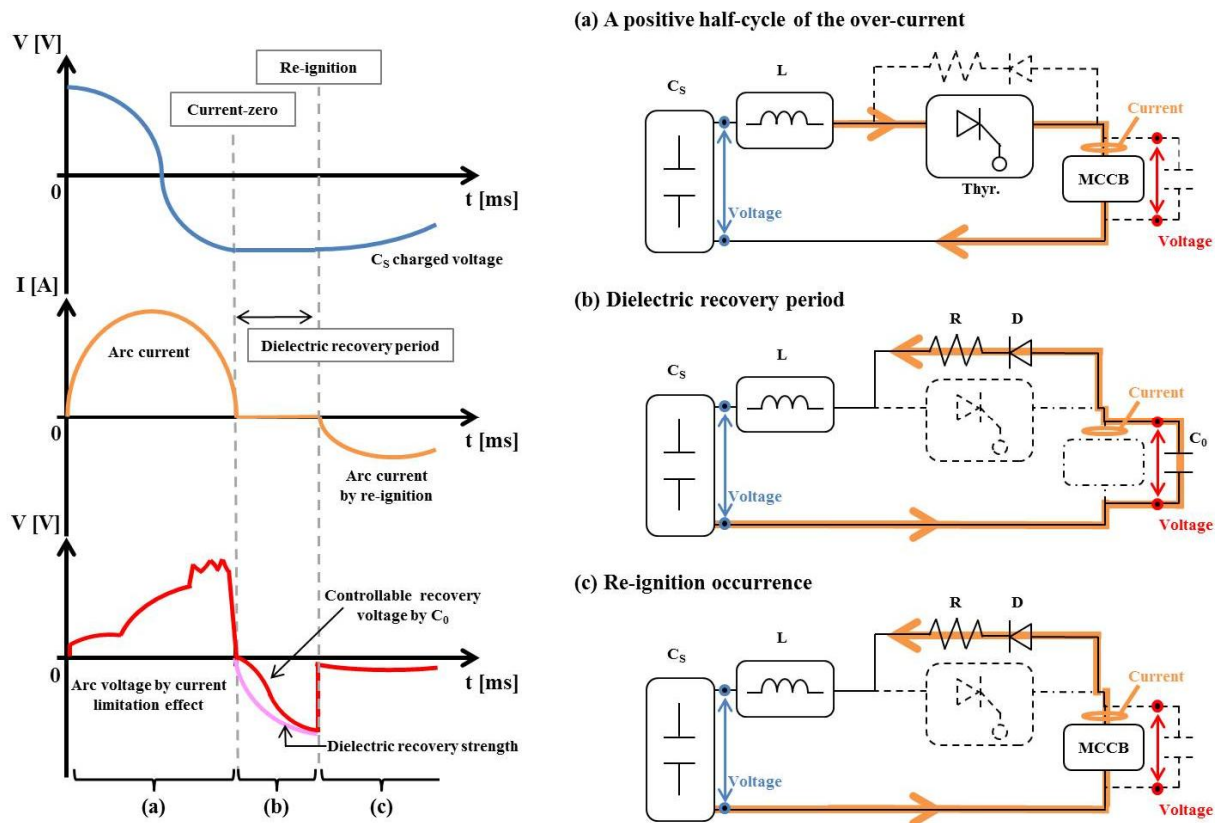 V [V]
Re-ignition
Current-zero
0
t [ms]
CS charged voltage
I [A]
Arc current
Dielectric recovery period
0
t [ms]
Arc current
by re-ignition
V [V]
Controllable recovery
voltage by C0
0
t [ms]
Arc voltage by current
limitation effect
Dielectric recovery strength
(a)
(b)
(c)
(a) A positive half-cycle of the over-current
CS
L
Thyr.
Current
MCCB
Voltage
Voltage
(b) Dielectric recovery period
R
D
CS
L
Current
C0
Voltage
Voltage
(c) Re-ignition occurrence
R
D
CS
L
Current
MCCB
Voltage
Voltage